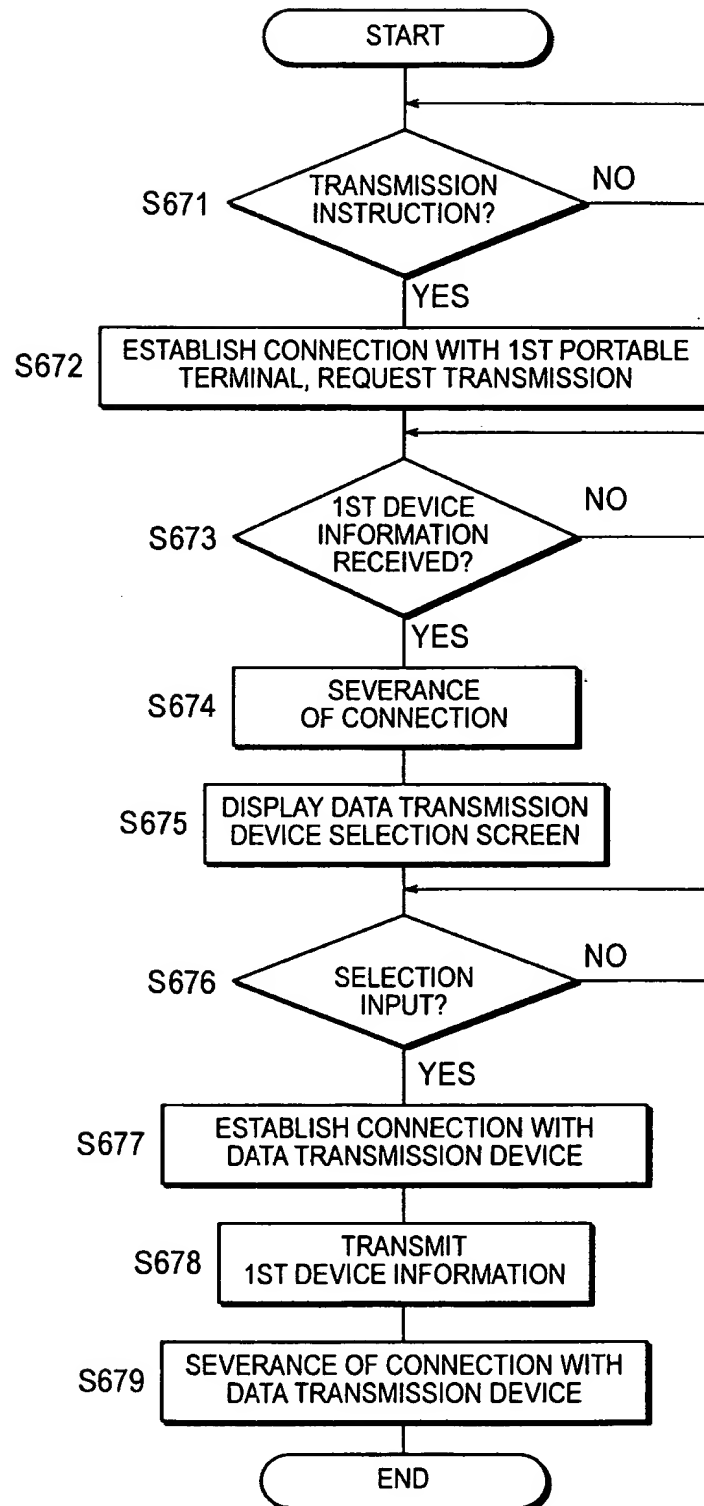 START
S671
TRANSMISSION
INSTRUCTION?
NO
YES
S672
ESTABLISH CONNECTION WITH 1ST PORTABLE
TERMINAL, REQUEST TRANSMISSION
S673
1ST DEVICE
INFORMATION
RECEIVED?
NO
YES
S674
SEVERANCE
OF CONNECTION
S675
DISPLAY DATA TRANSMISSION
DEVICE SELECTION SCREEN
S676
SELECTION
INPUT?
NO
YES
S677
ESTABLISH CONNECTION WITH
DATA TRANSMISSION DEVICE
S678
TRANSMIT
1ST DEVICE INFORMATION
S679
SEVERANCE OF CONNECTION WITH
DATA TRANSMISSION DEVICE
END